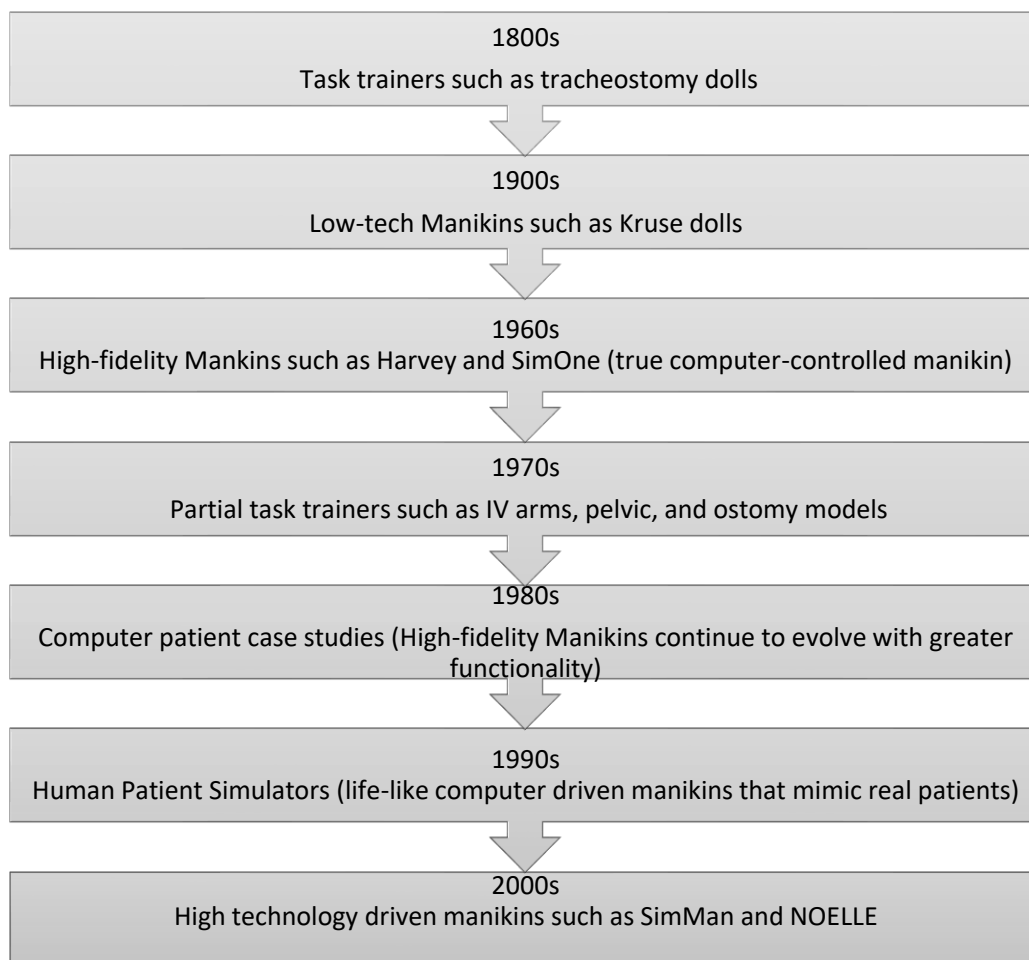 1800s
Task trainers such as tracheostomy dolls
1900s
Low-tech Manikins such as Kruse dolls
1960s
High-fidelity Mankins such as Harvey and SimOne (true computer-controlled manikin)
1970s
Partial task trainers such as IV arms, pelvic, and ostomy models
1980s
Computer patient case studies (High-fidelity Manikins continue to evolve with greater
functionality)
1990s
Human Patient Simulators (life-like computer driven manikins that mimic real patients)
2000s
High technology driven manikins such as SimMan and NOELLE